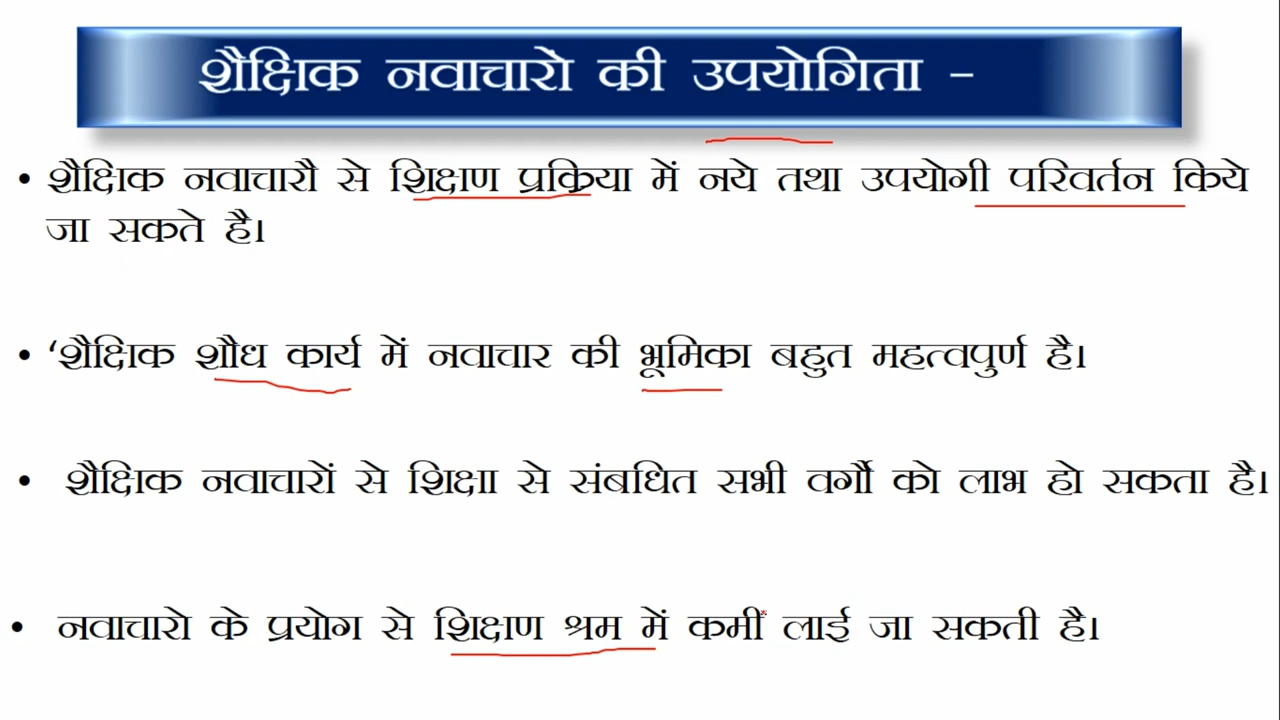 शैक्षिक नवाचारो की उपयोगिता -
• शैक्षिक नवाचारौ से शिक्षण प्रक्रिया में नये तथा उपयोगी परिवर्तन किये
जा सकते है।
• ‘शैक्षिक शौध कार्य में नवाचार की भूमिका बहुत महत्वपुर्ण है।
• शैक्षिक नवाचारों से शिक्षा से संबधित सभी वर्गौं को लाभ हो सकता है।
• नवाचारो के प्रयोग से शिक्षण श्रम में कमी लाई जा सकती है।